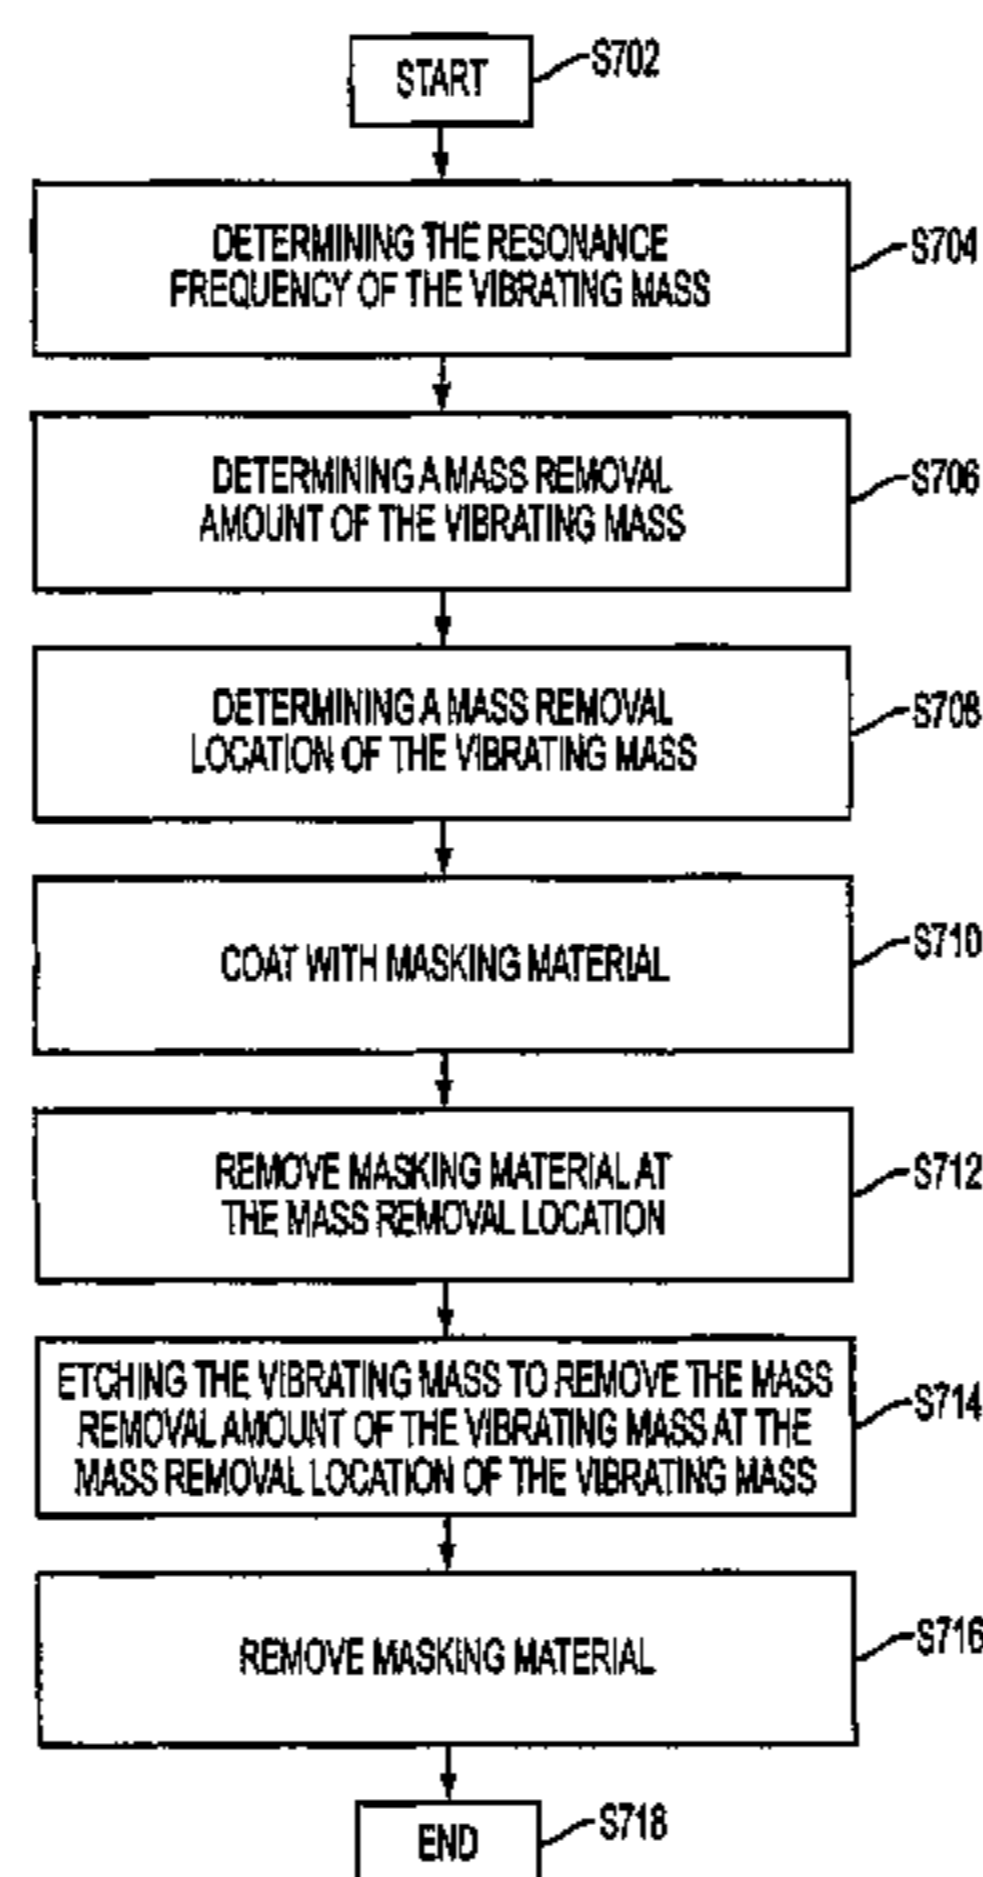 START
S702
DETERMINING THE RESONANCE
FREQUENCY OF THE VIBRATING MASS
S704
DETERMINING A MASS REMOVAL
AMOUNT OF THE VIBRATING MASS
S706
DETERMINING A MASS REMOVAL
LOCATION OF THE VIBRATING MASS
S708
COAT WITH MASKING MATERIAL
S710
REMOVE MASKING MATERIAL AT
THE MASS REMOVAL LOCATION
S712
ETCHING THE VIBRATING MASS TO REMOVE THE MASS
REMOVAL AMOUNT OF THE VIBRATING MASS AT THE
MASS REMOVAL LOCATION OF THE VIBRATING MASS
S714
REMOVE MASKING MATERIAL
S716
END
S718